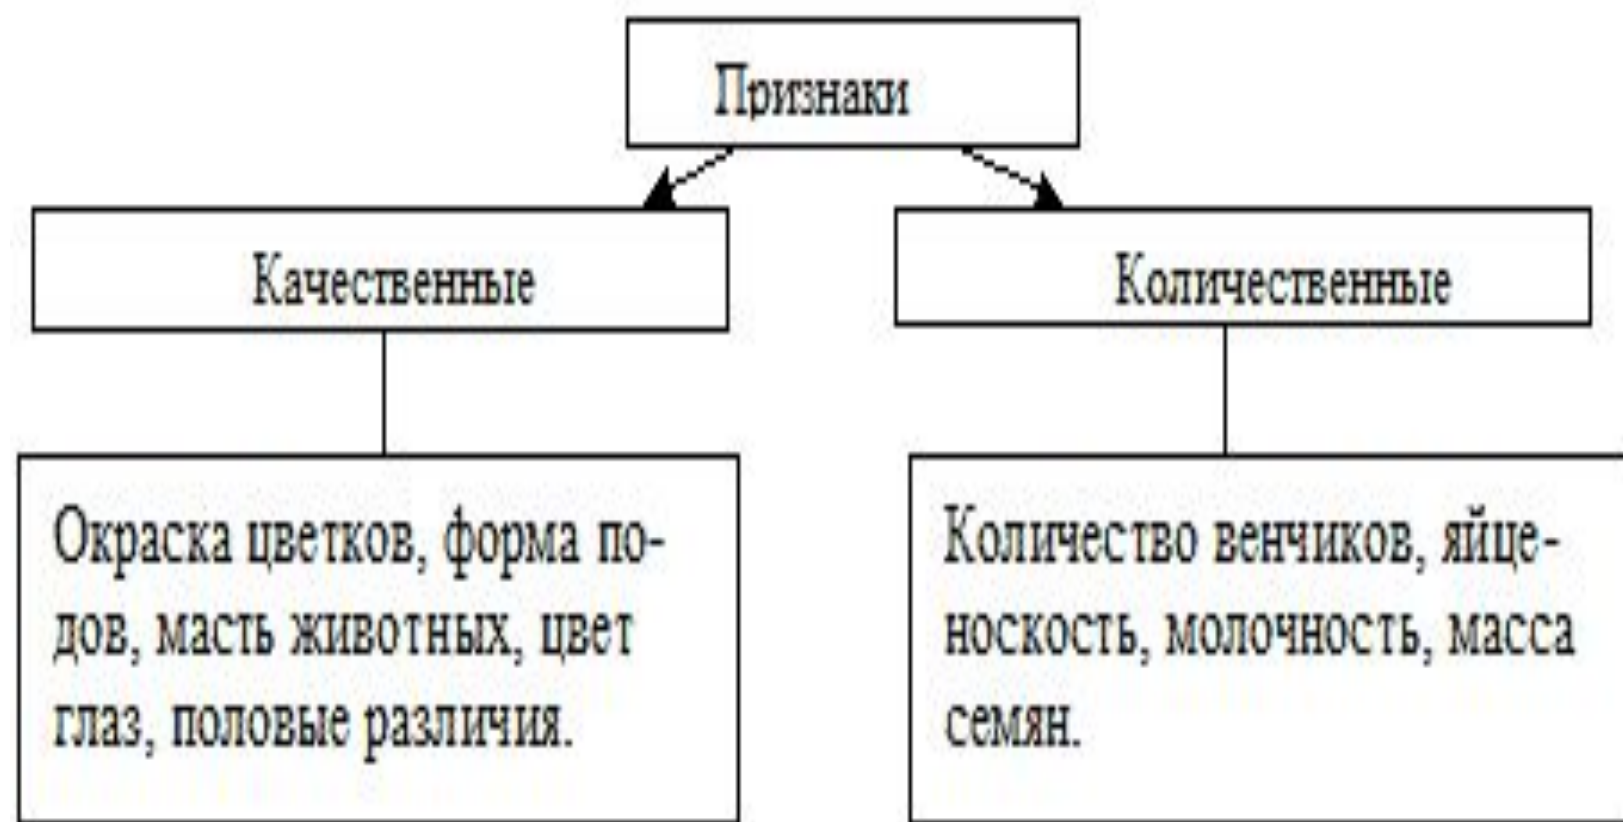 Признаки
Качественные
Количественные
Окраска цветков, форма по-
дов, масть животных, цвет
глаз, половые различия.
Количество венчиков, яйце-
носкость, молочность, масса
семян.